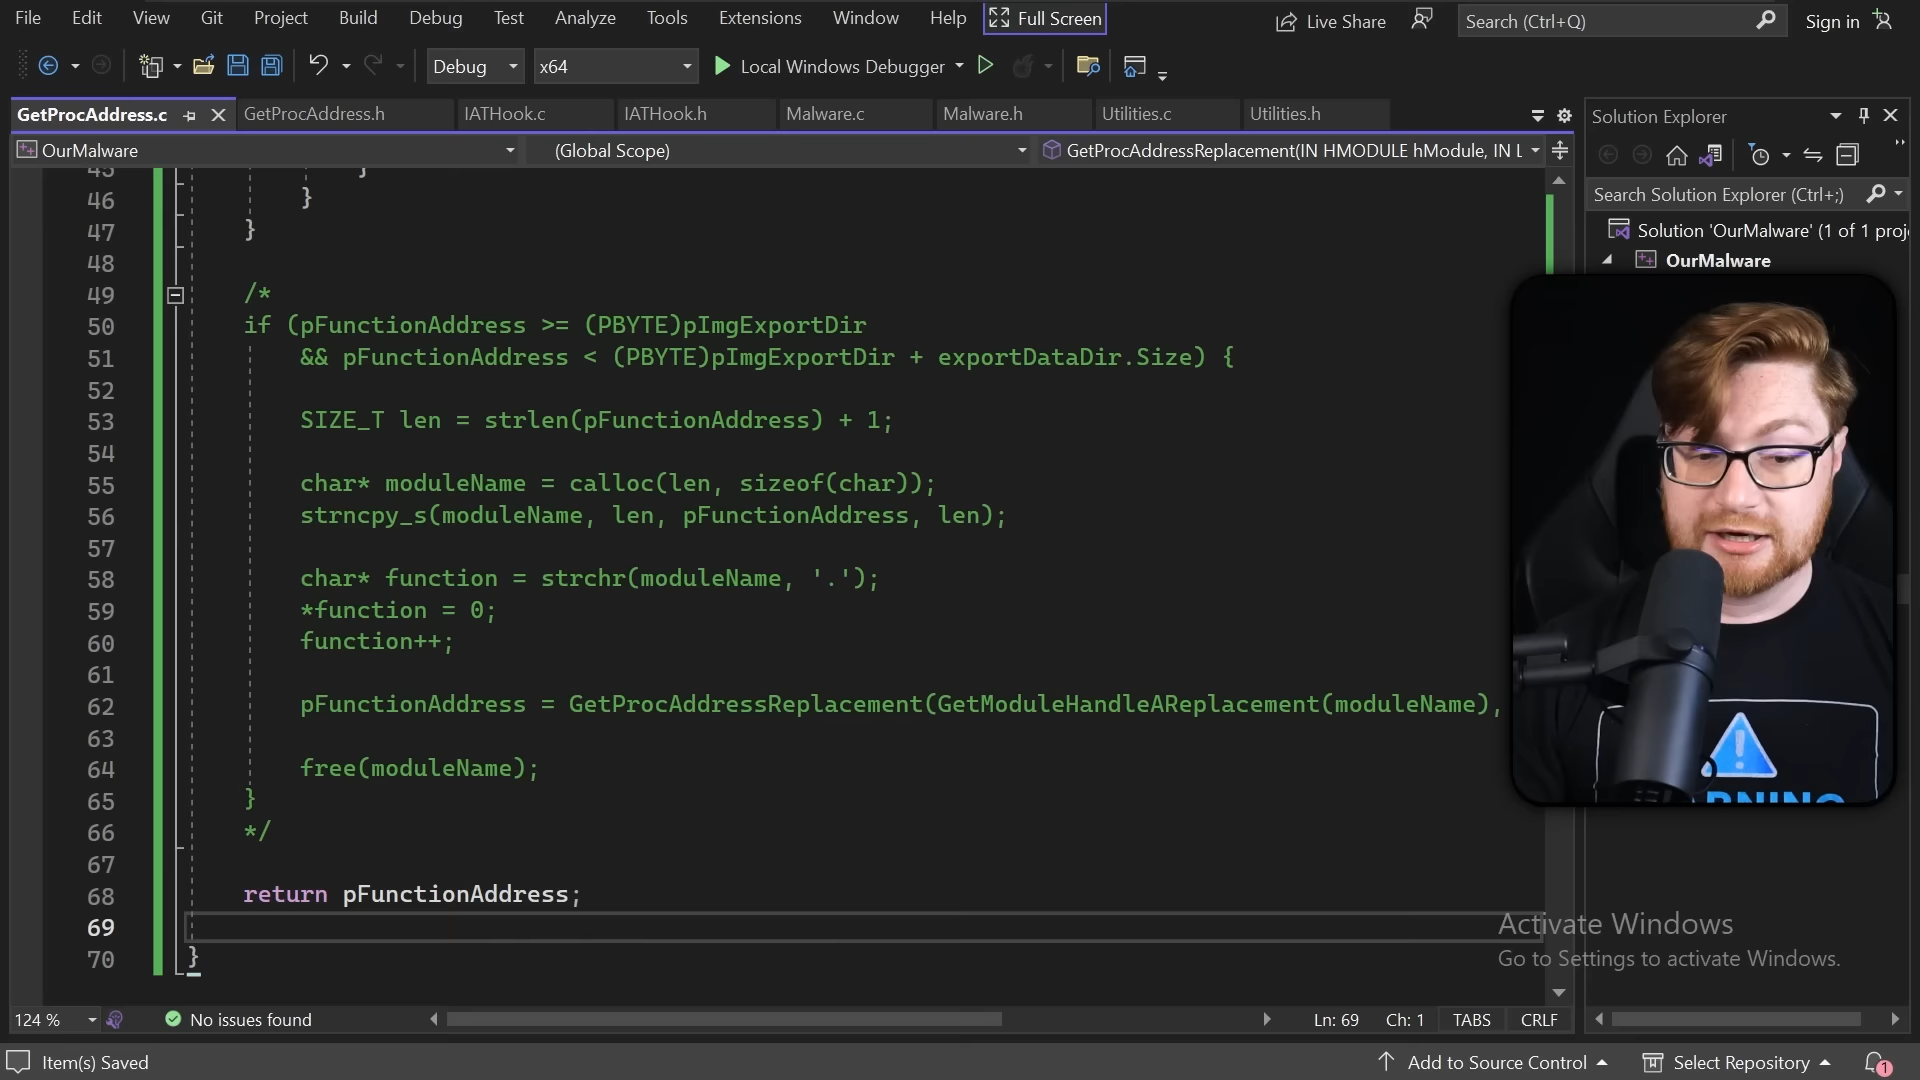 File Edit View Git Project Build Debug Test Analyze Tools Extensions Window Help Full Screen Live Share Search (Ctrl+Q) Sign in
Debug x64 Local Windows Debugger
GetProcAddress.c GetProcAddress.h IATHook.c IATHook.h Malware.c Malware.h Utilities.c Utilities.h
Solution Explorer
OurMalware (Global Scope) GetProcAddressReplacement(IN HMODULE hModule, IN L
Search Solution Explorer (Ctrl+;)
Solution 'OurMalware' (1 of 1 proj
OurMalware
45 }
46 }
47 }
48
49 /*
50 if (pFunctionAddress >= (PBYTE)pImgExportDir
51 && pFunctionAddress < (PBYTE)pImgExportDir + exportDataDir.Size) {
52
53 SIZE_T len = strlen(pFunctionAddress) + 1;
54
55 char* moduleName = calloc(len, sizeof(char));
56 strncpy_s(moduleName, len, pFunctionAddress, len);
57
58 char* function = strchr(moduleName, '.');
59 *function = 0;
60 function++;
61
62 pFunctionAddress = GetProcAddressReplacement(GetModuleHandleAReplacement(moduleName),
63
64 free(moduleName);
65 }
66 */
67
68 return pFunctionAddress;
69
70 }
Activate Windows
Go to Settings to activate Windows.
124 % No issues found Ln: 69 Ch: 1 TABS CRLF
Item(s) Saved Add to Source Control Select Repository 1